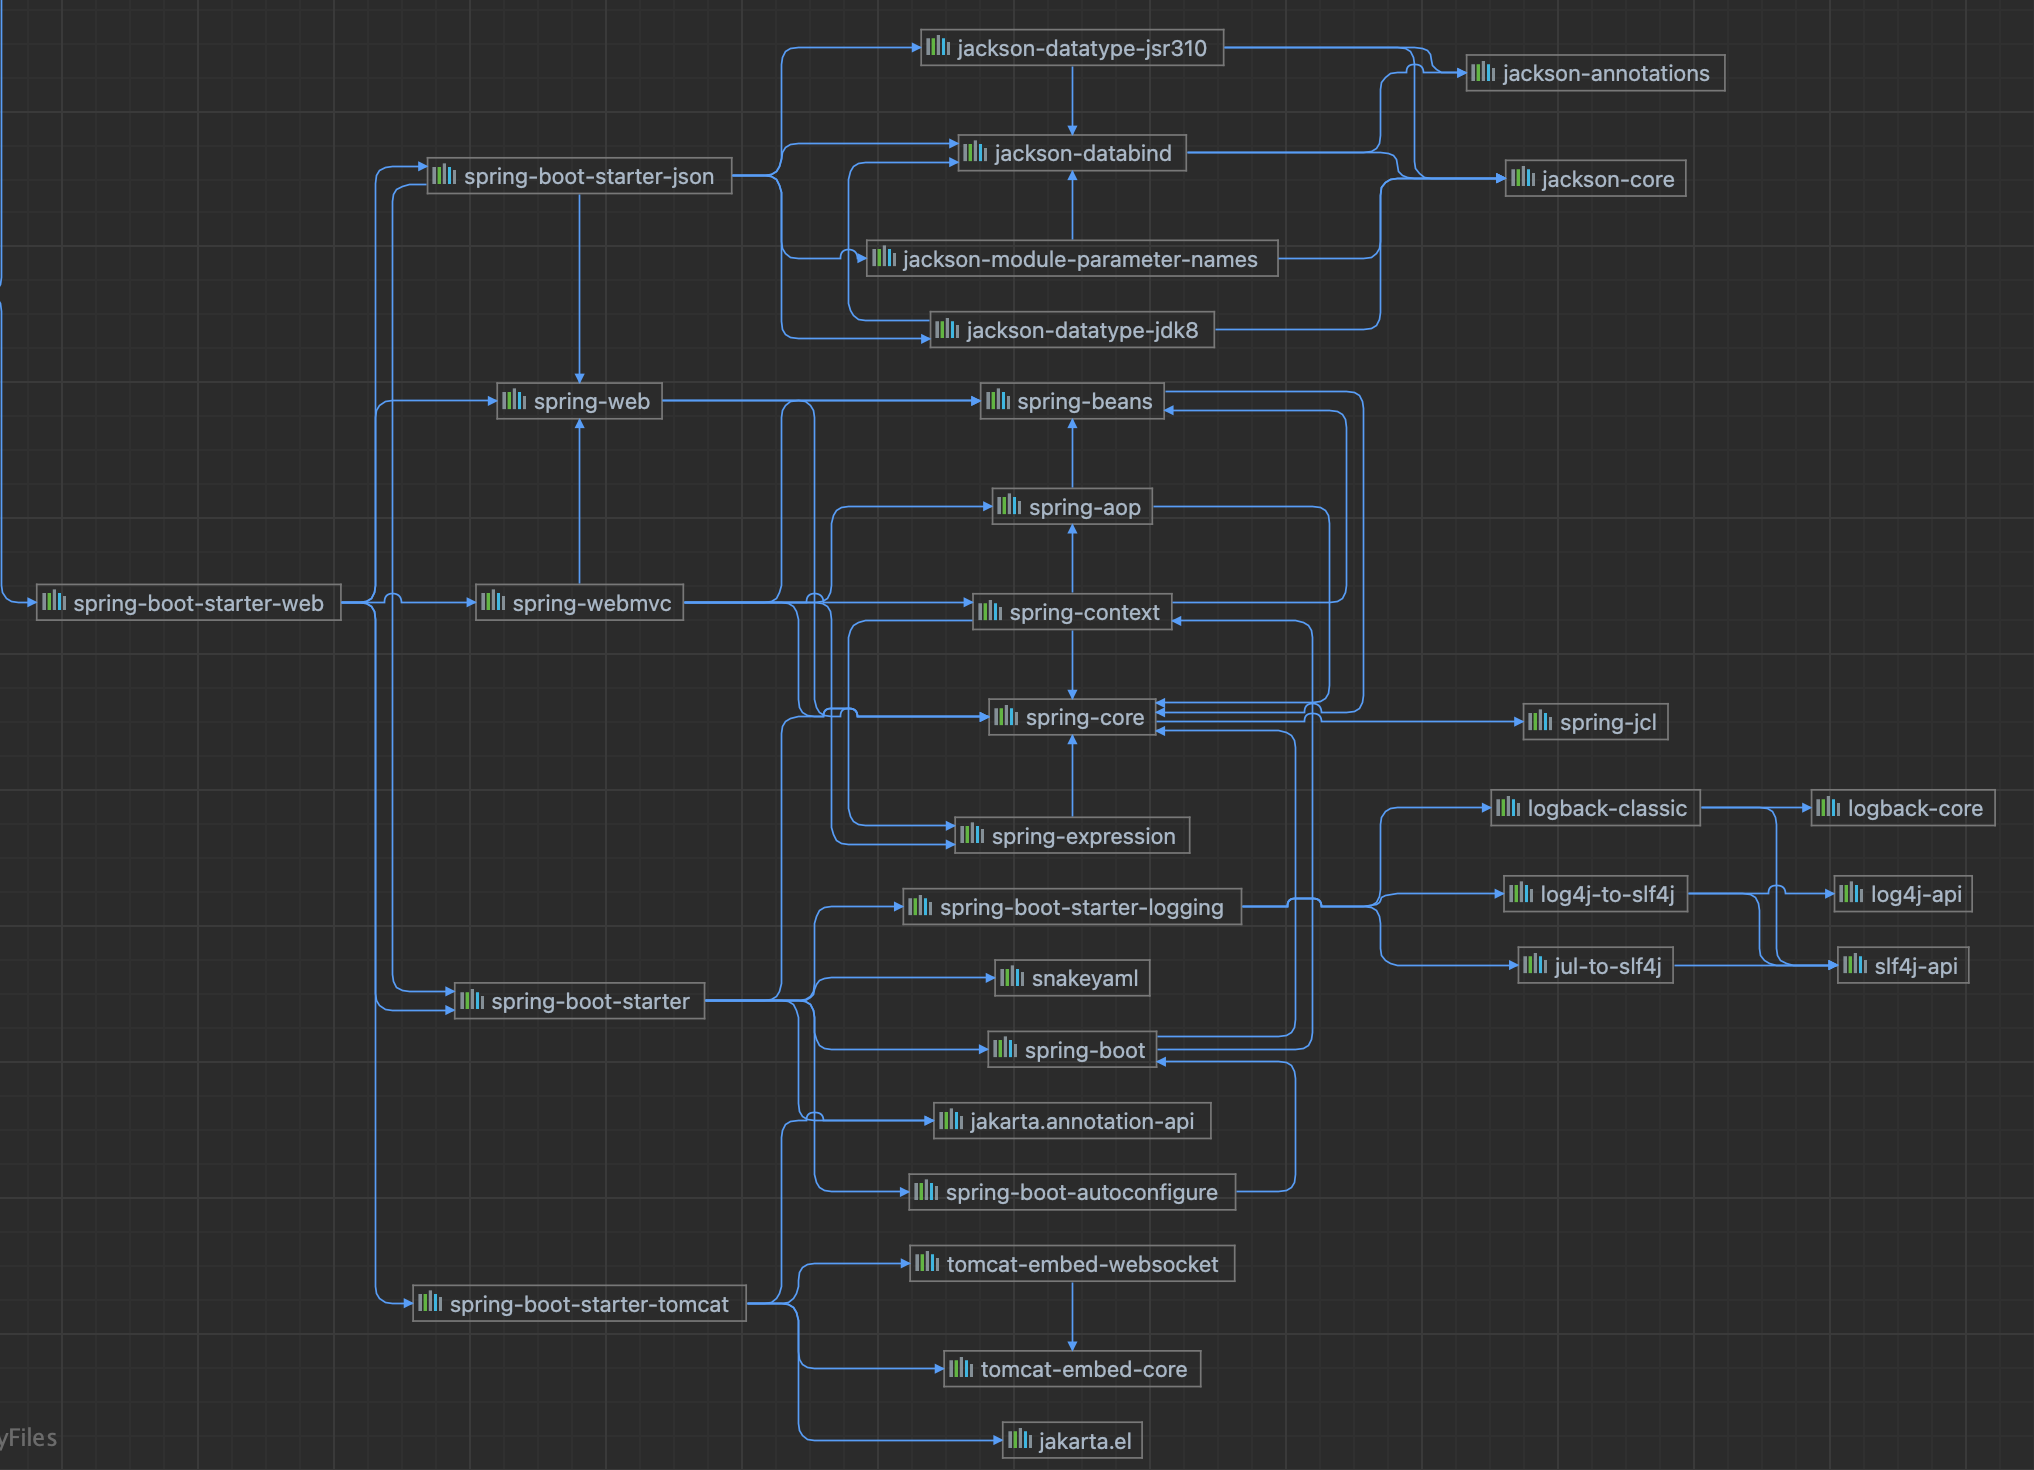 jackson-datatype-jsr310
jackson-annotations
jackson-databind
spring-boot-starter-json
jackson-core
jackson-module-parameter-names
jackson-datatype-jdk8
spring-web
spring-beans
spring-aop
spring-boot-starter-web
spring-webmvc
spring-context
spring-core
spring-jcl
logback-classic
logback-core
spring-expression
log4j-to-slf4j
log4j-api
spring-boot-starter-logging
jul-to-slf4j
slf4j-api
snakeyaml
spring-boot-starter
spring-boot
jakarta.annotation-api
spring-boot-autoconfigure
tomcat-embed-websocket
spring-boot-starter-tomcat
tomcat-embed-core
yFiles
jakarta.el